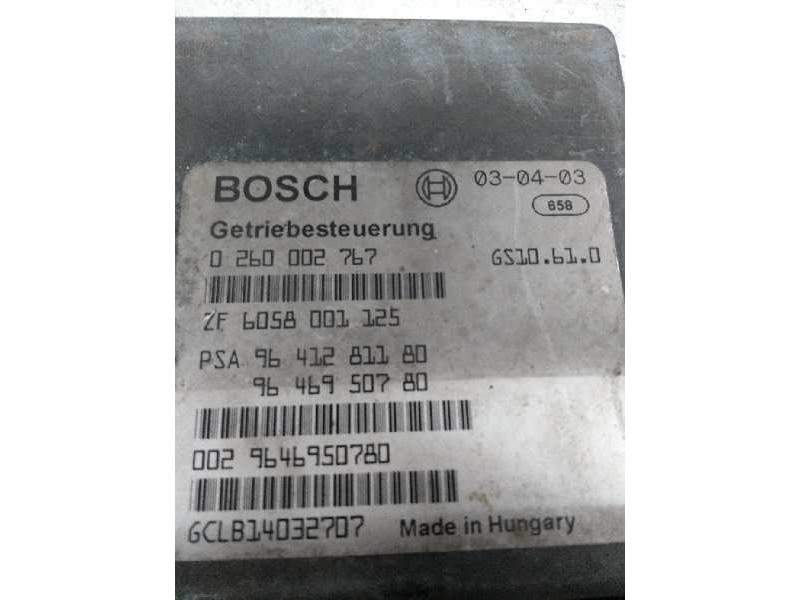 BOSCH 03-04-03
658
Getriebesteuerung
0 260 002 767 GS10.61.0
ZF 6058 001 125
PSA 96 412 811 80
96 469 507 80
002 9646950780
GCLB14032707 Made in Hungary